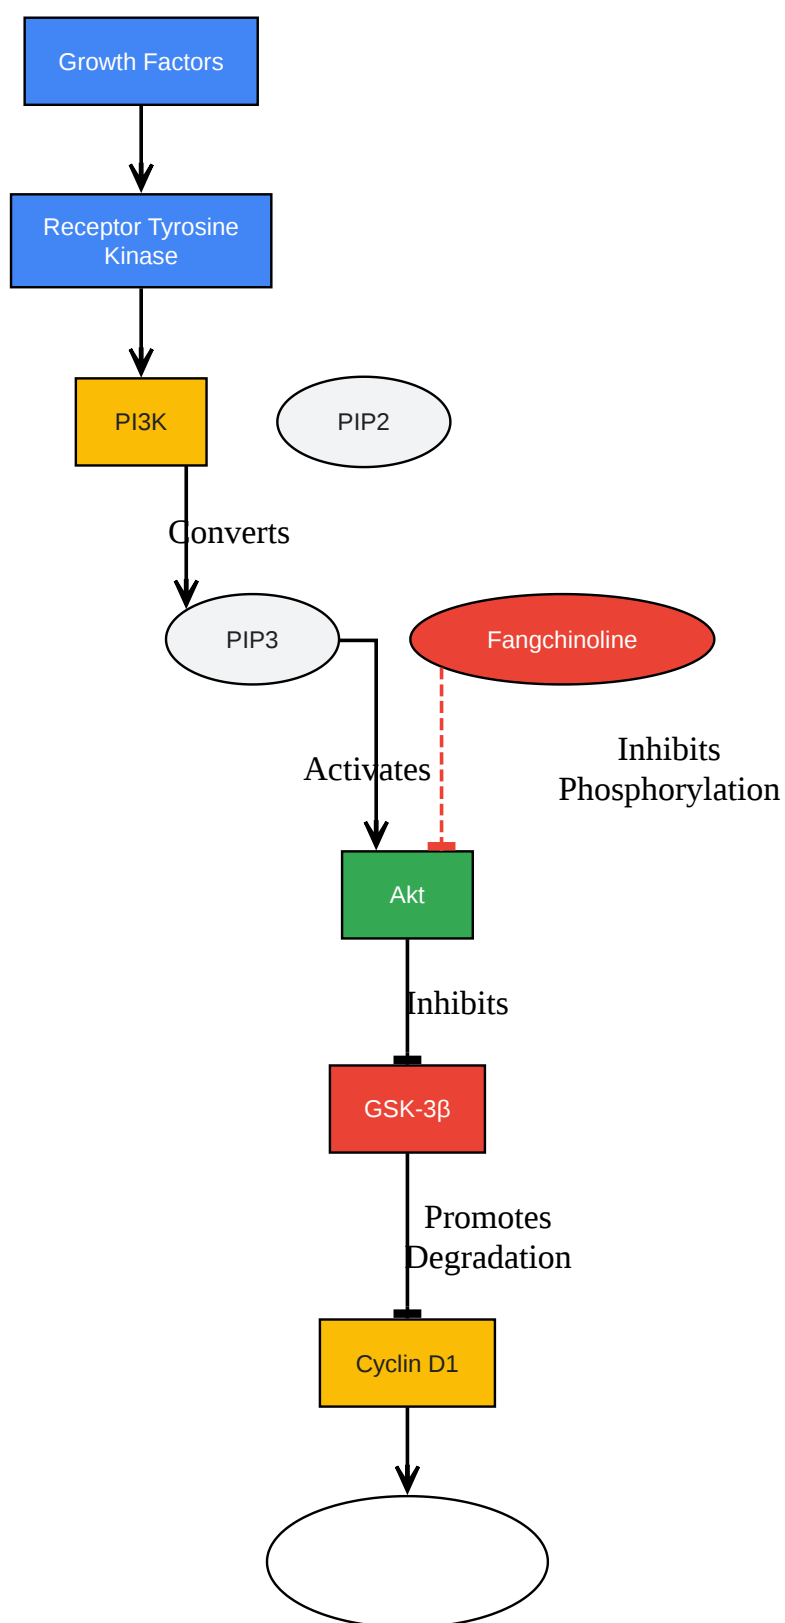 Growth Factors
Receptor Tyrosine
Kinase
PI3K
PIP2
Converts
PIP3
Fangchinoline
Inhibits
Phosphorylation
Activates
Akt
Inhibits
GSK-3β
Promotes
Degradation
Cyclin D1